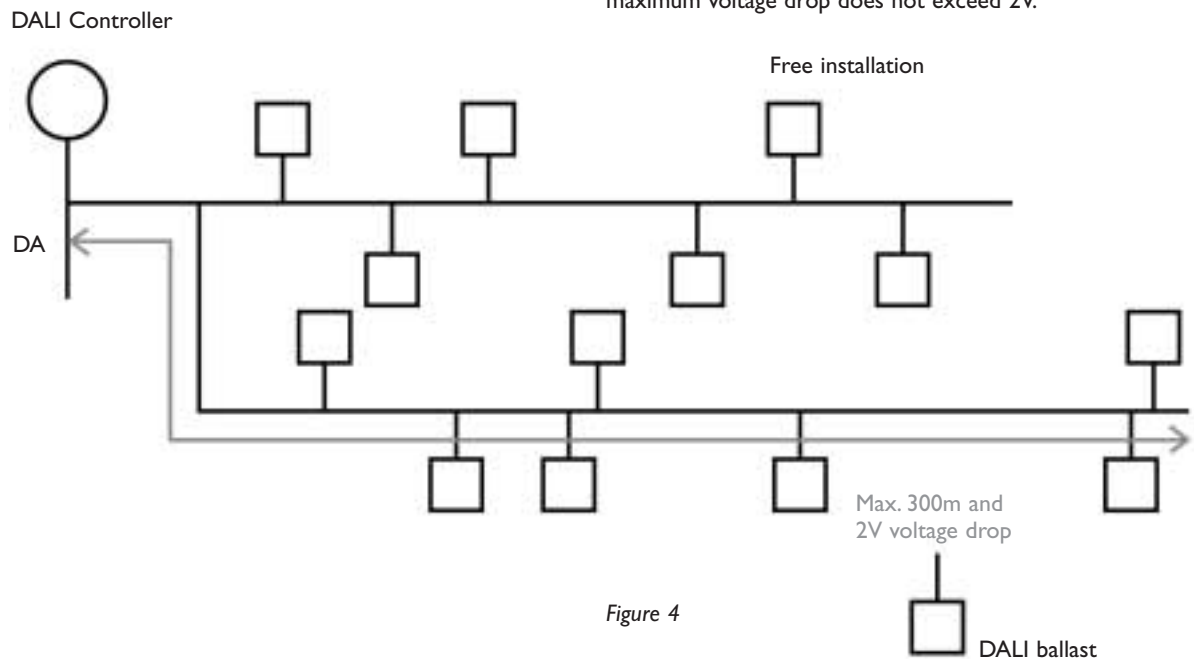 maximum voltage drop does not exceed 2V.
DALI Controller
Free installation
DA
Max. 300m and
2V voltage drop
Figure 4
DALI ballast